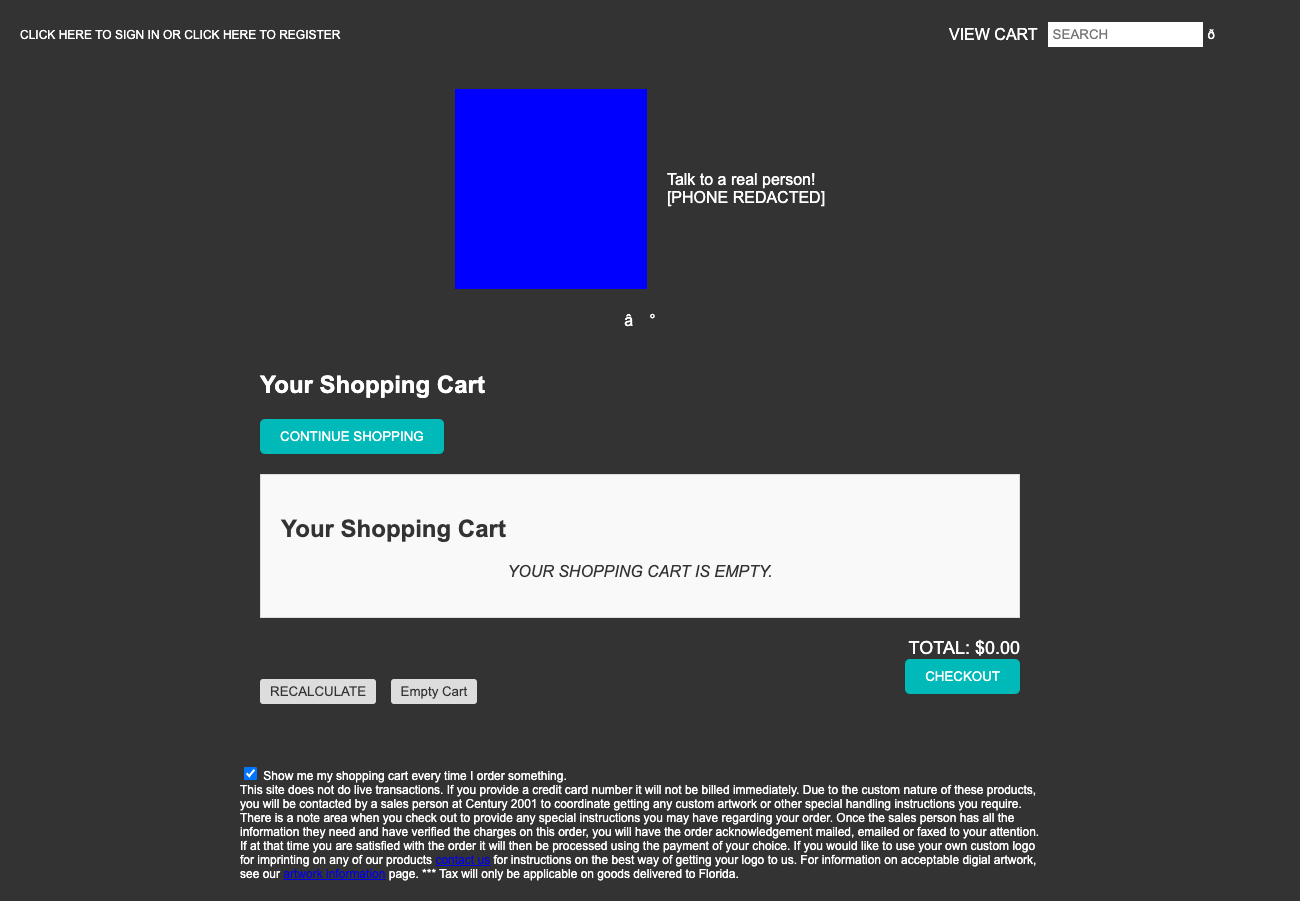 CLICK HERE TO SIGN IN OR CLICK HERE TO REGISTER
VIEW CART SEARCH ð
Talk to a real person!
[PHONE REDACTED]
â °
Your Shopping Cart
CONTINUE SHOPPING
Your Shopping Cart
YOUR SHOPPING CART IS EMPTY.
TOTAL: $0.00
RECALCULATE Empty Cart CHECKOUT
Show me my shopping cart every time I order something.
This site does not do live transactions. If you provide a credit card number it will not be billed immediately. Due to the custom nature of these products,
you will be contacted by a sales person at Century 2001 to coordinate getting any custom artwork or other special handling instructions you require.
There is a note area when you check out to provide any special instructions you may have regarding your order. Once the sales person has all the
information they need and have verified the charges on this order, you will have the order acknowledgement mailed, emailed or faxed to your attention.
If at that time you are satisfied with the order it will then be processed using the payment of your choice. If you would like to use your own custom logo
for imprinting on any of our products contact us for instructions on the best way of getting your logo to us. For information on acceptable digial artwork,
see our artwork information page. *** Tax will only be applicable on goods delivered to Florida.